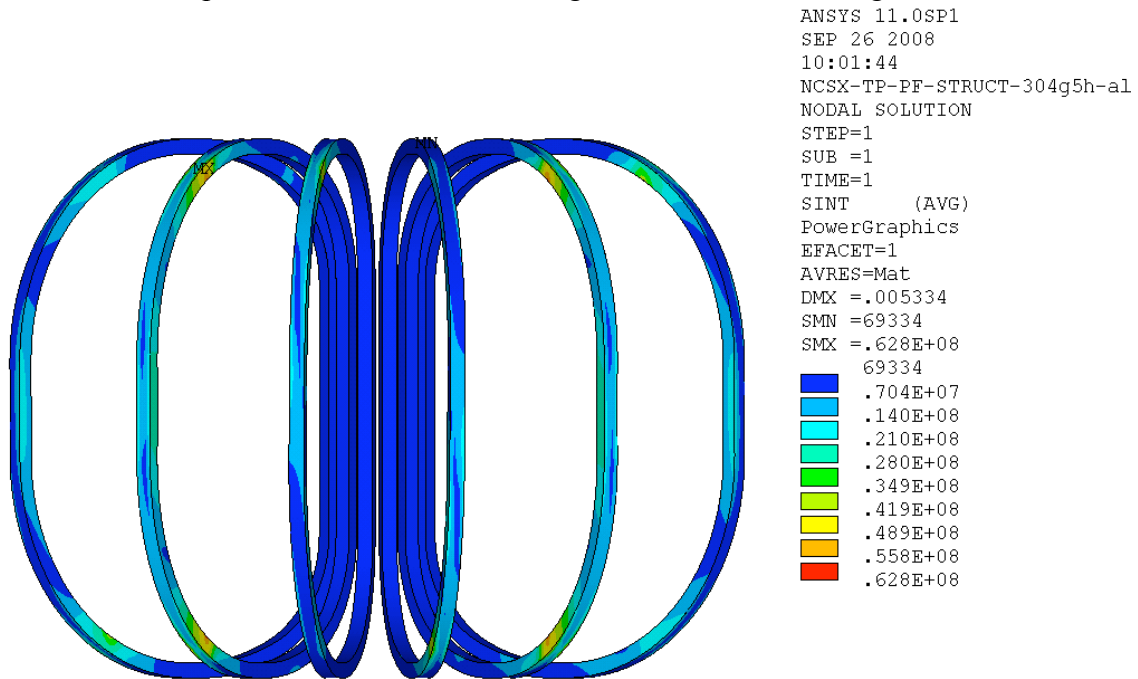 ANSYS 11.0SP1
SEP 26 2008
10:01:44
NCSX-TP-PF-STRUCT-304g5h-al
NODAL SOLUTION
STEP=1
SUB =1
TIME=1
SINT (AVG)
PowerGraphics
EFACET=1
AVRES=Mat
DMX =.005334
SMN =69334
SMX =.628E+08
69334
.704E+07
.140E+08
.210E+08
.280E+08
.349E+08
.419E+08
.489E+08
.558E+08
.628E+08
MN
MX